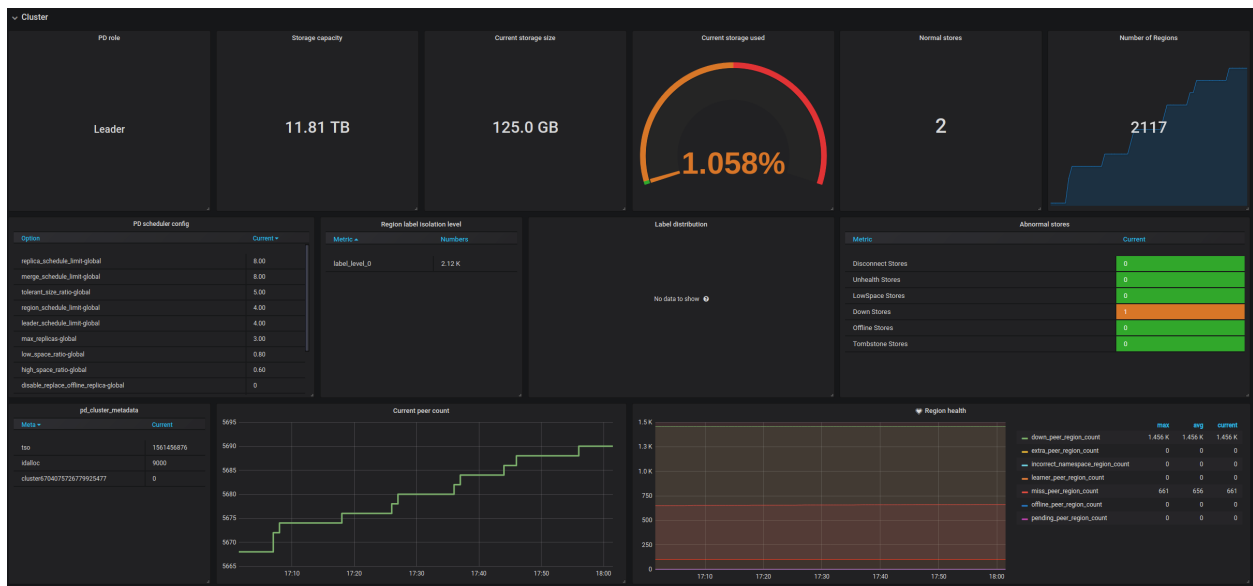 Cluster
PD role
Storage capacity
Current storage size
Current storage used
Normal stores
Number of Regions
Leader
11.81 TB
125.0 GB
1.058%
2
2117
PD scheduler config
Option Current
replica_schedule_limit-global 8.00
merge_schedule_limit-global 8.00
tolerant_size_ratio-global 5.00
region_schedule_limit-global 4.00
leader_schedule_limit-global 4.00
max_replicas-global 3.00
low_space_ratio-global 0.80
high_space_ratio-global 0.60
disable_replace_offline_replica-global 0
Region label isolation level
Metric Numbers
label_level_0 2.12 K
Label distribution
No data to show
Abnormal stores
Metric Current
Disconnect Stores 0
Unhealth Stores 0
LowSpace Stores 0
Down Stores 1
Offline Stores 0
Tombstone Stores 0
pd_cluster_metadata
Meta Current
tso 1561456876
idalloc 9000
cluster6704075726779925477 0
Current peer count
5695
5690
5685
5680
5675
5670
5665
17:10 17:20 17:30 17:40 17:50 18:00
Region health
1.5 K
1.3 K
1.0 K
750
500
250
0
17:10 17:20 17:30 17:40 17:50 18:00
max avg current
down_peer_region_count 1.456 K 1.456 K 1.456 K
extra_peer_region_count 0 0 0
incorrect_namespace_region_count 0 0 0
learner_peer_region_count 0 0 0
miss_peer_region_count 661 656 661
offline_peer_region_count 0 0 0
pending_peer_region_count 0 0 0